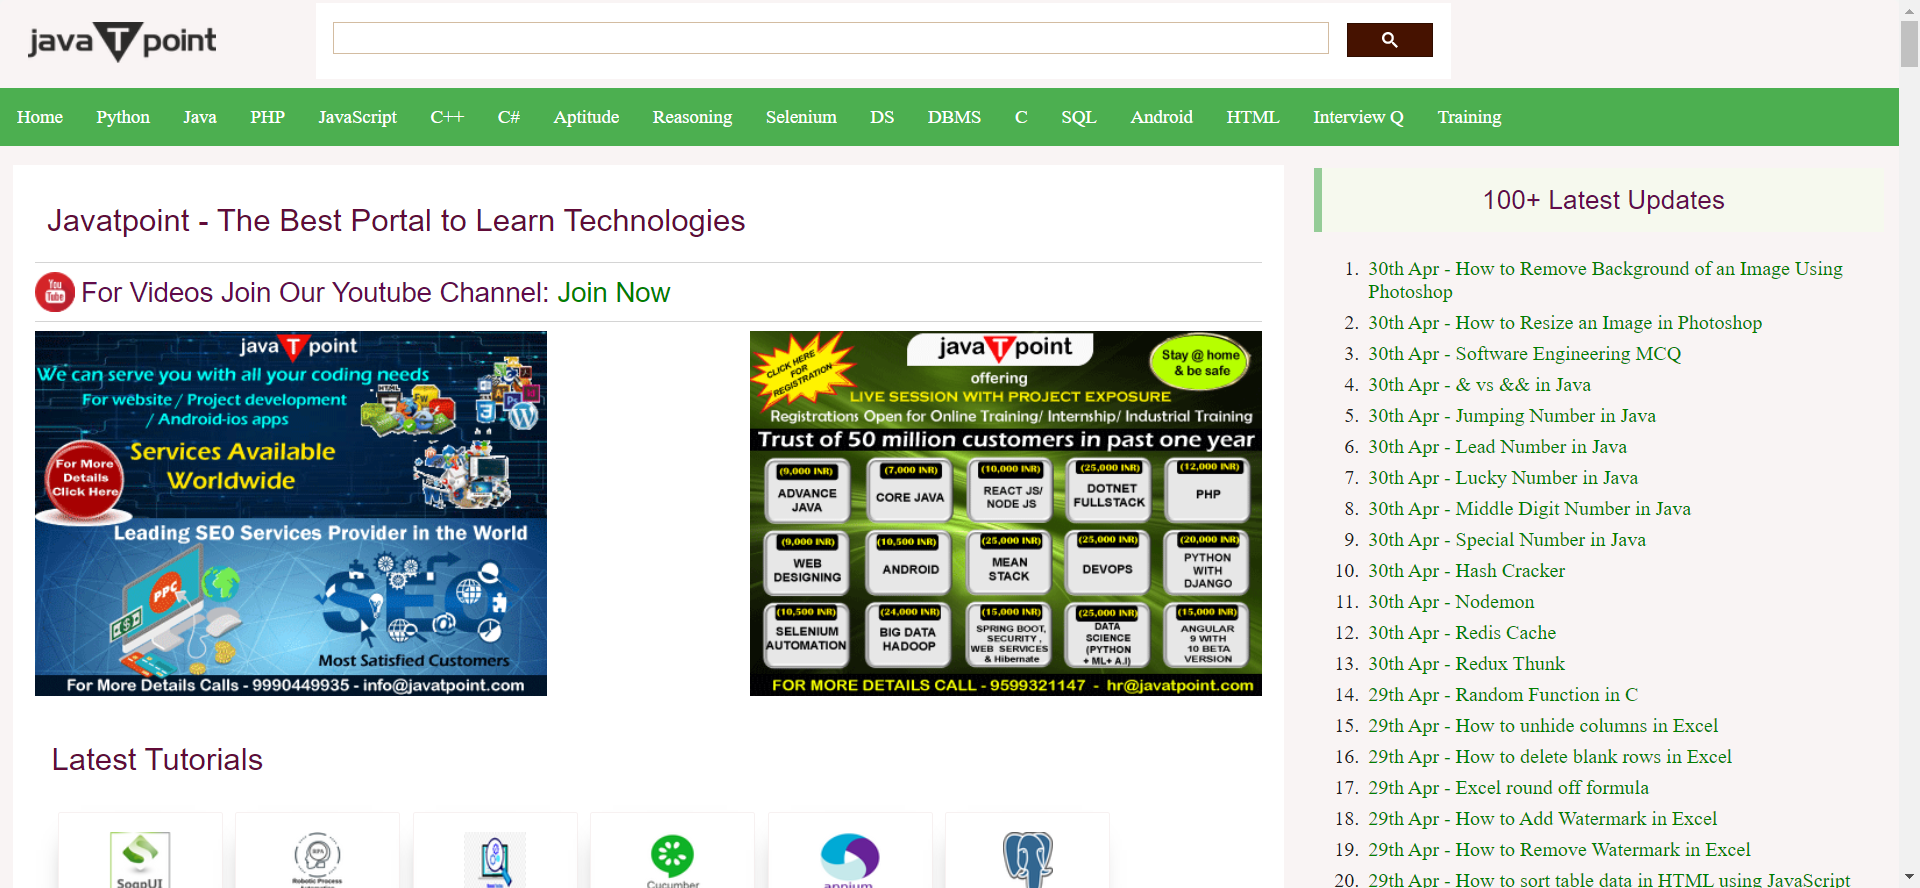 java T point
Home Python Java PHP JavaScript C++ C# Aptitude Reasoning Selenium DS DBMS C SQL Android HTML Interview Q Training
Javatpoint - The Best Portal to Learn Technologies
You Tube For Videos Join Our Youtube Channel: Join Now
java T point
We can serve you with all your coding needs
For website / Project development
/ Android-ios apps
Services Available
Worldwide
For More
Details
Click Here
Leading SEO Services Provider in the World
PPC
SEO
Most Satisfied Customers
For More Details Calls - 9990449935 - info@javatpoint.com
CLICK HERE
FOR
REGISTRATION
java T point
Stay @ home
& be safe
offering
LIVE SESSION WITH PROJECT EXPOSURE
Registrations Open for Online Training/ Internship/ Industrial Training
Trust of 50 million customers in past one year
(9,000 INR)
ADVANCE
JAVA
(7,000 INR)
CORE JAVA
(10,000 INR)
REACT JS/
NODE JS
(25,000 INR)
DOTNET
FULLSTACK
(12,000 INR)
PHP
(9,000 INR)
WEB
DESIGNING
(10,500 INR)
ANDROID
(25,000 INR)
MEAN
STACK
(25,000 INR)
DEVOPS
(20,000 INR)
PYTHON
WITH
DJANGO
(10,500 INR)
SELENIUM
AUTOMATION
(24,000 INR)
BIG DATA
HADOOP
(15,000 INR)
SPRING BOOT,
SECURITY ,
WEB SERVICES
& Hibernate
(25,000 INR)
DATA
SCIENCE
(PYTHON
+ ML+ A.I)
(15,000 INR)
ANGULAR
9 WITH
10 BETA
VERSION
FOR MORE DETAILS CALL - 9599321147 - hr@javatpoint.com
Latest Tutorials
SoapUI
RPA
Robotic Process
Cucumber
appium
100+ Latest Updates
1. 30th Apr - How to Remove Background of an Image Using
Photoshop
2. 30th Apr - How to Resize an Image in Photoshop
3. 30th Apr - Software Engineering MCQ
4. 30th Apr - & vs && in Java
5. 30th Apr - Jumping Number in Java
6. 30th Apr - Lead Number in Java
7. 30th Apr - Lucky Number in Java
8. 30th Apr - Middle Digit Number in Java
9. 30th Apr - Special Number in Java
10. 30th Apr - Hash Cracker
11. 30th Apr - Nodemon
12. 30th Apr - Redis Cache
13. 30th Apr - Redux Thunk
14. 29th Apr - Random Function in C
15. 29th Apr - How to unhide columns in Excel
16. 29th Apr - How to delete blank rows in Excel
17. 29th Apr - Excel round off formula
18. 29th Apr - How to Add Watermark in Excel
19. 29th Apr - How to Remove Watermark in Excel
20. 29th Apr - How to sort table data in HTML using JavaScript